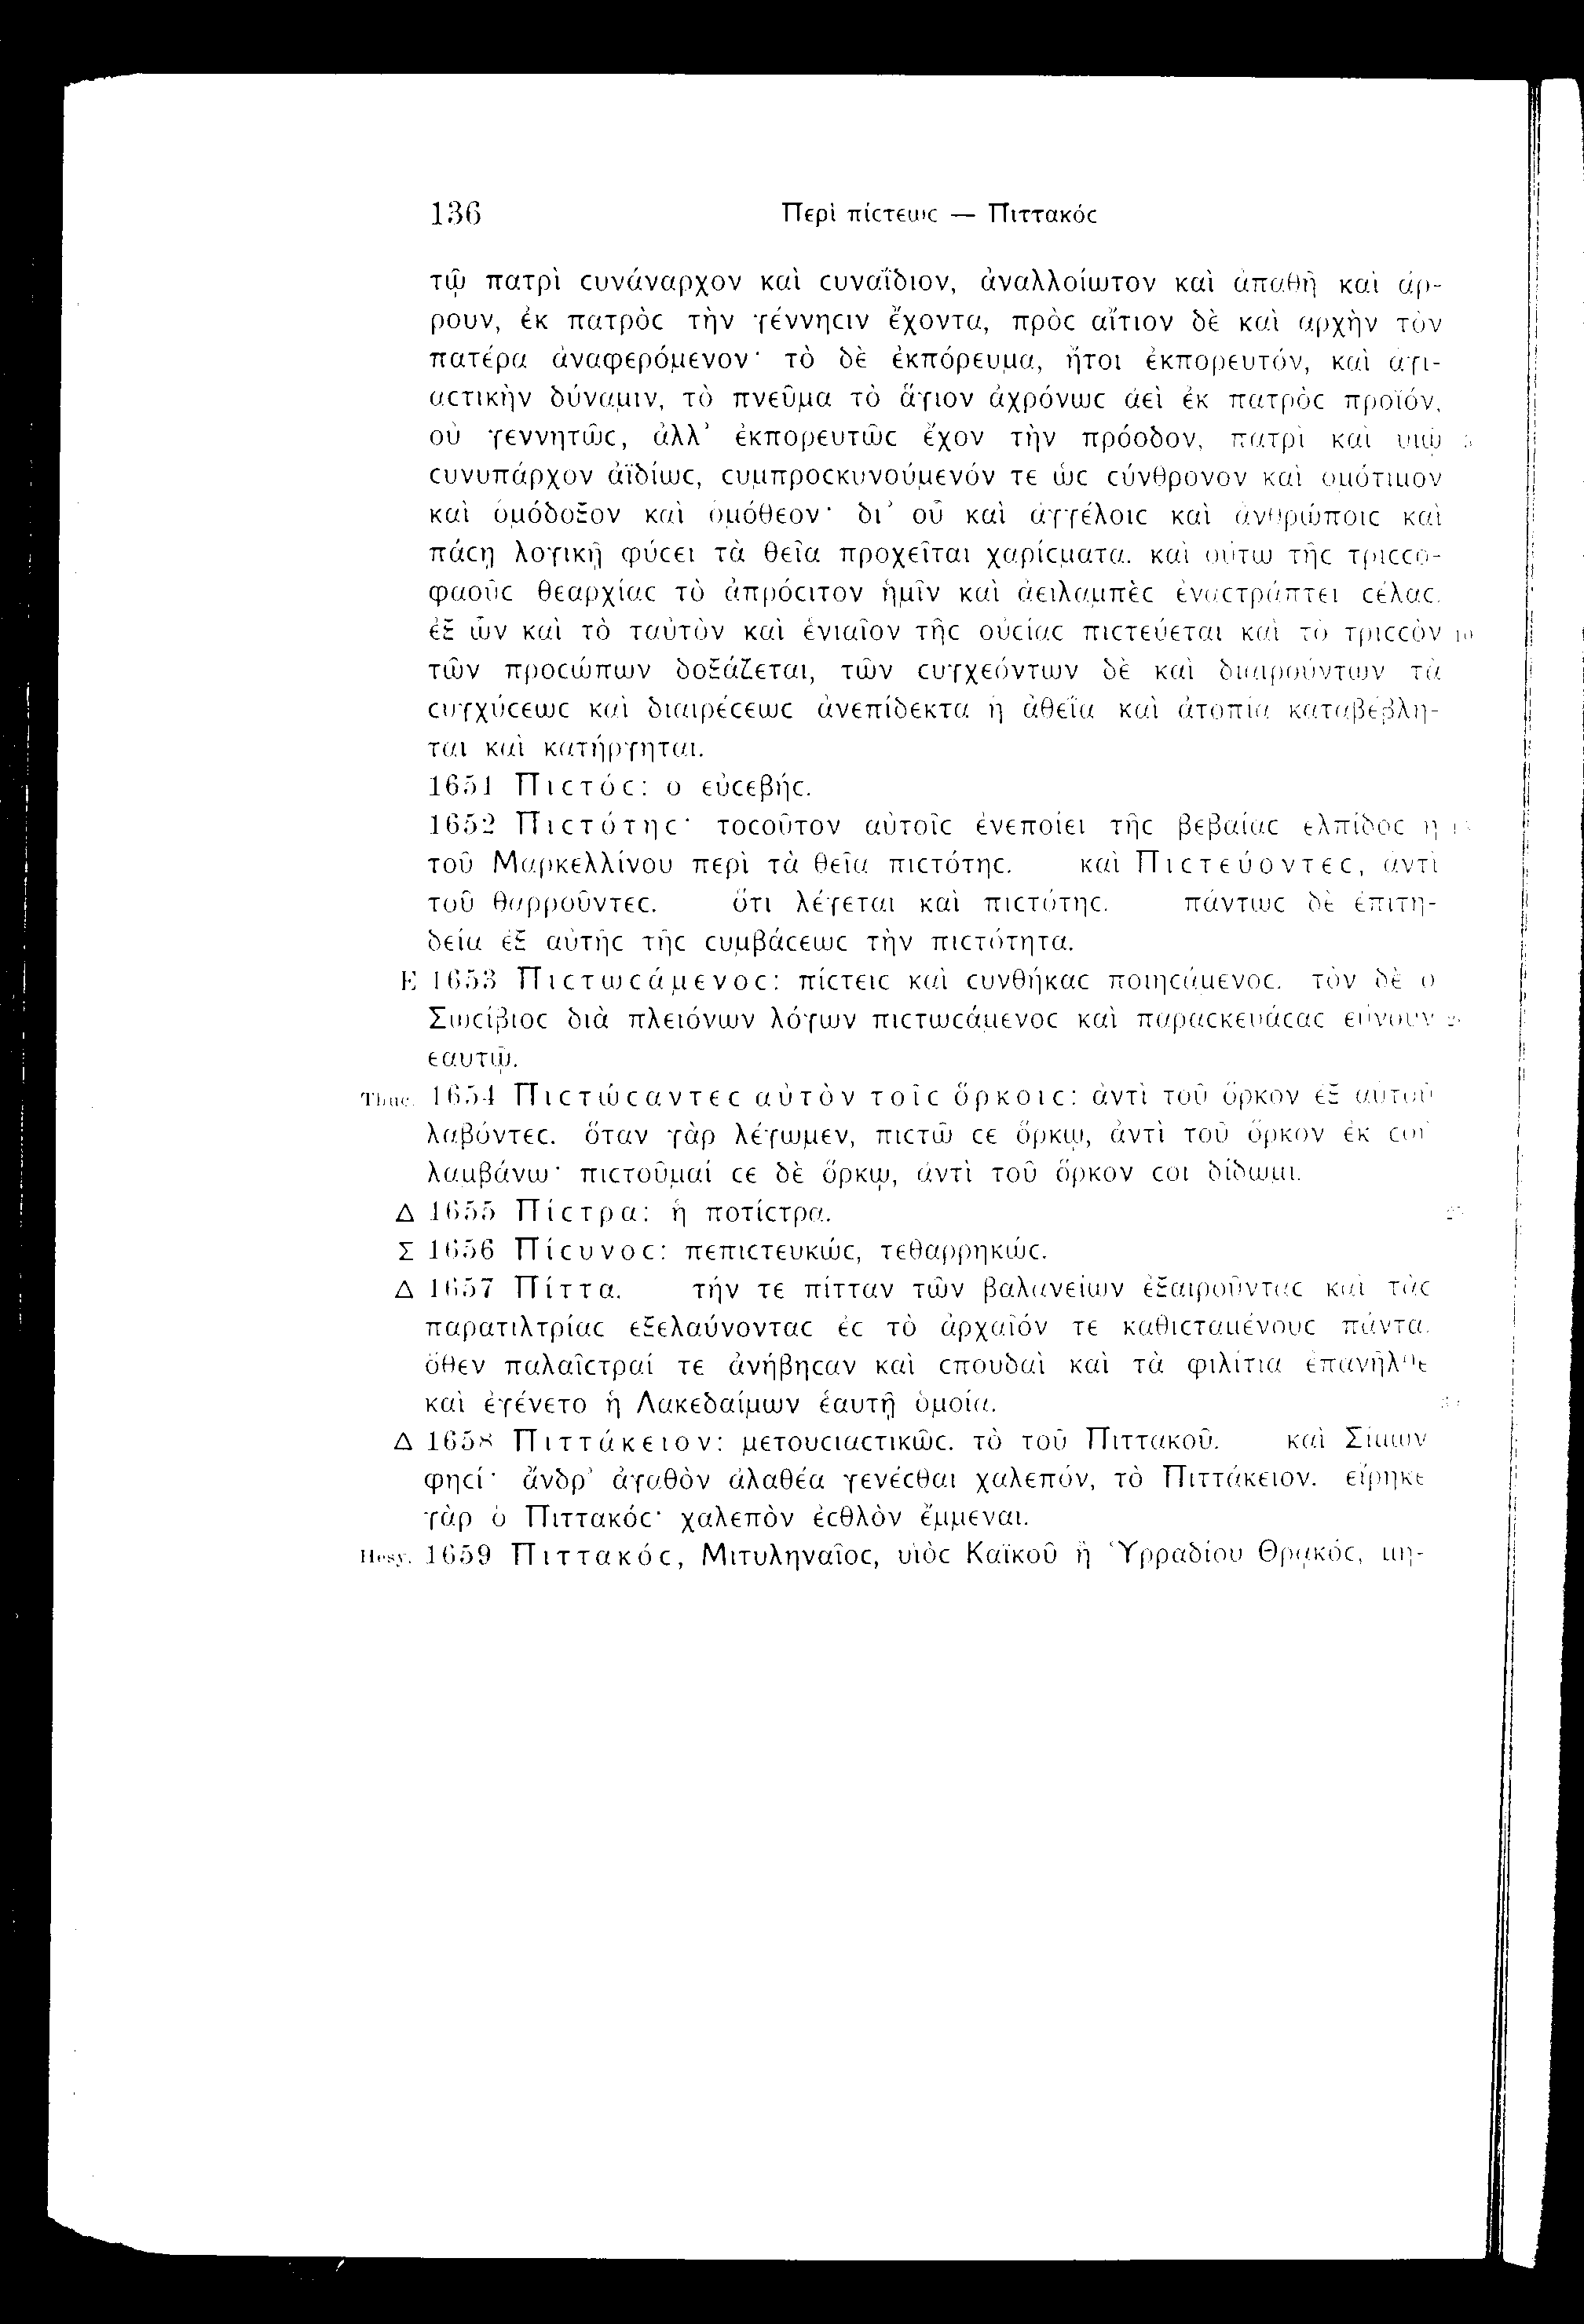 136 Περὶ πίϲτεωϲ — Πιττακόϲ
τῷ πατρὶ ϲυνάναρχον καὶ ϲυναΐδιον, ἀναλλοίωτον καὶ ἀπαθῆ καὶ ἄρ-
ρουν, ἐκ πατρὸϲ τὴν γέννηϲιν ἔχοντα, πρὸϲ αἴτιον δὲ καὶ ἀρχὴν τὸν
πατέρα ἀναφερόμενον· τὸ δὲ ἐκπόρευμα, ἤτοι ἐκπορευτόν, καὶ ἁγι-
αϲτικὴν δύναμιν, τὸ πνεῦμα τὸ ἅγιον ἀχρόνωϲ ἀεὶ ἐκ πατρὸϲ προϊόν,
οὐ γεννητῶϲ, ἀλλ’ ἐκπορευτῶϲ ἔχον τὴν πρόοδον, πατρὶ καὶ υἱῷ 5
ϲυνυπάρχον ἀϊδίωϲ, ϲυμπροϲκυνούμενόν τε ὡϲ ϲύνθρονον καὶ ὁμότιμον
καὶ ὁμόδοξον καὶ ὁμόθεον· δι’ οὗ καὶ ἀγγέλοιϲ καὶ ἀνθρώποιϲ καὶ
πάϲῃ λογικῇ φύϲει τὰ θεῖα προχεῖται χαρίϲματα. καὶ οὕτω τῆϲ τριϲϲο-
φαοῦϲ θεαρχίαϲ τὸ ἀπρόϲιτον ἡμῖν καὶ ἀειλαμπὲϲ ἐναϲτράπτει ϲέλαϲ.
ἐξ ὧν καὶ τὸ ταὐτὸν καὶ ἑνιαῖον τῆϲ οὐϲίαϲ πιϲτεύεται καὶ τὸ τριϲϲὸν 10
τῶν προϲώπων δοξάζεται, τῶν ϲυγχεόντων δὲ καὶ διαιρούντων τὰ
ϲυγχύϲεωϲ καὶ διαιρέϲεωϲ ἀνεπίδεκτα ἡ ἀθεΐα καὶ ἀτοπία καταβέβλη-
ται καὶ κατήργηται.
1651 Πιϲτόϲ: ὁ εὐϲεβήϲ.
1652 Πιϲτότηϲ· τοϲοῦτον αὐτοῖϲ ἐνεποίει τῆϲ βεβαίαϲ ἐλπίδοϲ ἡ
τοῦ Μαρκελλίνου περὶ τὰ θεῖα πιϲτότηϲ. καὶ Πιϲτεύοντεϲ, ἀντὶ
τοῦ θαρροῦντεϲ. ὅτι λέγεται καὶ πιϲτότηϲ. πάντωϲ δὲ ἐπιτη-
δεία ἐξ αὐτῆϲ τῆϲ ϲυμβάϲεωϲ τὴν πιϲτότητα.
E 1653 Πιϲτωϲάμενοϲ: πίϲτειϲ καὶ ϲυνθήκαϲ ποιηϲάμενοϲ. τὸν δὲ ὁ
Σωϲίβιοϲ διὰ πλειόνων λόγων πιϲτωϲάμενοϲ καὶ παραϲκευάϲαϲ εὔνουν
ἑαυτῷ.
Thuc. 1654 Πιϲτώϲαντεϲ αὐτὸν τοῖϲ ὅρκοιϲ: ἀντὶ τοῦ ὅρκον ἐξ αὐτοῦ
λαβόντεϲ. ὅταν γὰρ λέγωμεν, πιϲτῶ ϲε ὅρκῳ, ἀντὶ τοῦ ὅρκον ἐκ ϲοῦ
λαμβάνω· πιϲτοῦμαί ϲε δὲ ὅρκῳ, ἀντὶ τοῦ ὅρκον ϲοι δίδωμι.
Δ 1655 Πίϲτρα: ἡ ποτίϲτρα.
Σ 1656 Πίϲυνοϲ: πεπιϲτευκώϲ, τεθαρρηκώϲ.
Δ 1657 Πίττα. τήν τε πίτταν τῶν βαλανείων ἐξαιροῦνταϲ καὶ τὰϲ
παρατιλτρίαϲ ἐξελαύνονταϲ ἐϲ τὸ ἀρχαῖόν τε καθιϲταμένουϲ πάντα.
ὅθεν παλαῖϲτραί τε ἀνήβηϲαν καὶ ϲπουδαὶ καὶ τὰ φιλίτια ἐπανῆλθε
καὶ ἐγένετο ἡ Λακεδαίμων ἑαυτῇ ὁμοία.
Δ 1658 Πιττάκειον: μετουϲιαϲτικῶϲ. τὸ τοῦ Πιττακοῦ. καὶ Σίμων
φηϲί· ἄνδρ’ ἀγαθὸν ἀλαθέα γενέϲθαι χαλεπόν, τὸ Πιττάκειον. εἴρηκε
γὰρ ὁ Πιττακόϲ· χαλεπὸν ἐϲθλὸν ἔμμεναι.
Hesy. 1659 Πιττακόϲ, Μιτυληναῖοϲ, υἱὸϲ Καϊκοῦ ἢ Ὑρραδίου Θρᾳκόϲ, μη-